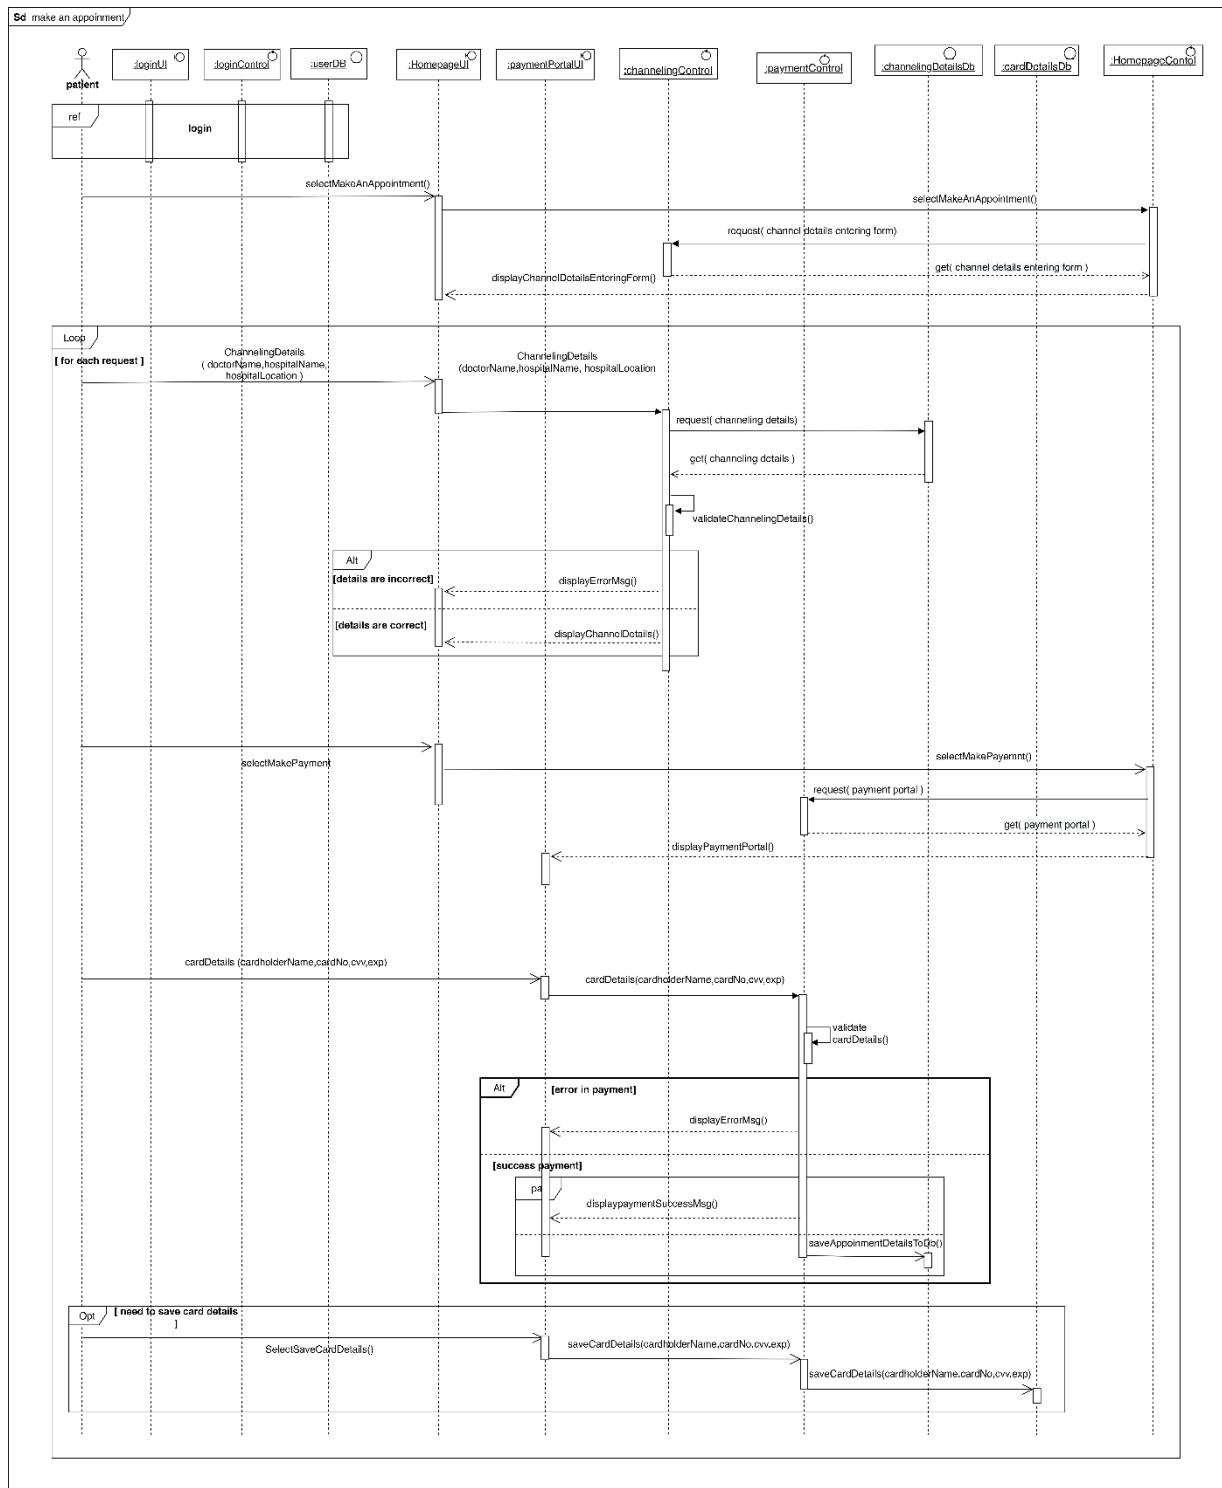 Sd make an appoinment
:loginUI
:loginControl
:userDB
:HomepageUI
:paymentPortalUI
:channelingControl
:paymentControl
:channelingDetailsDb
:cardDetailsDb
:HomepageContol
patient
ref
login
selectMakeAnAppointment()
selectMakeAnAppointment()
request( channel details entering form)
get( channel details entering form )
displayChannelDetailsEnteringForm()
Loop
[ for each request ]
ChannelingDetails
( doctorName,hospitalName,
hospitalLocation )
ChannelingDetails
(doctorName,hospitalName, hospitalLocation
request( channeling details)
get( channeling details )
validateChannelingDetails()
Alt
[details are incorrect]
displayErrorMsg()
[details are correct]
displayChannelDetails()
selectMakePayment
selectMakePayemnt()
request( payment portal )
get( payment portal )
displayPaymentPortal()
cardDetails (cardholderName,cardNo,cvv,exp)
cardDetails(cardholderName,cardNo,cvv,exp)
validate
cardDetails()
Alt
[error in payment]
displayErrorMsg()
[success payment]
pa
displaypaymentSuccessMsg()
saveAppoinmentDetailsToDb()
Opt
[ need to save card details
]
SelectSaveCardDetails()
saveCardDetails(cardholderName,cardNo,cvv,exp)
saveCardDetails(cardholderName,cardNo,cvv,exp)